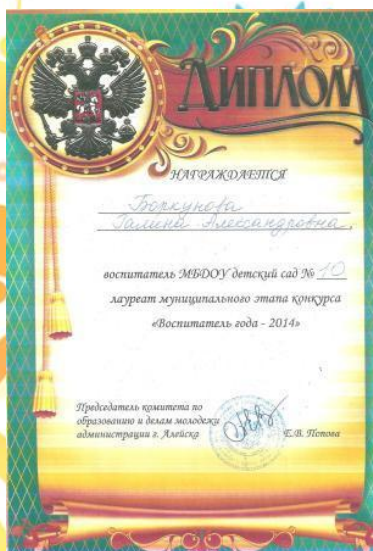 ДИПЛОМ
НАГРАЖДАЕТСЯ
Боркунова
Галина Александровна,
воспитатель МБДОУ детский сад № 10
лауреат муниципального этапа конкурса
«Воспитатель года - 2014»
Председатель комитета по
образованию и делам молодежи
администрации г. Алейска Е.В. Попова